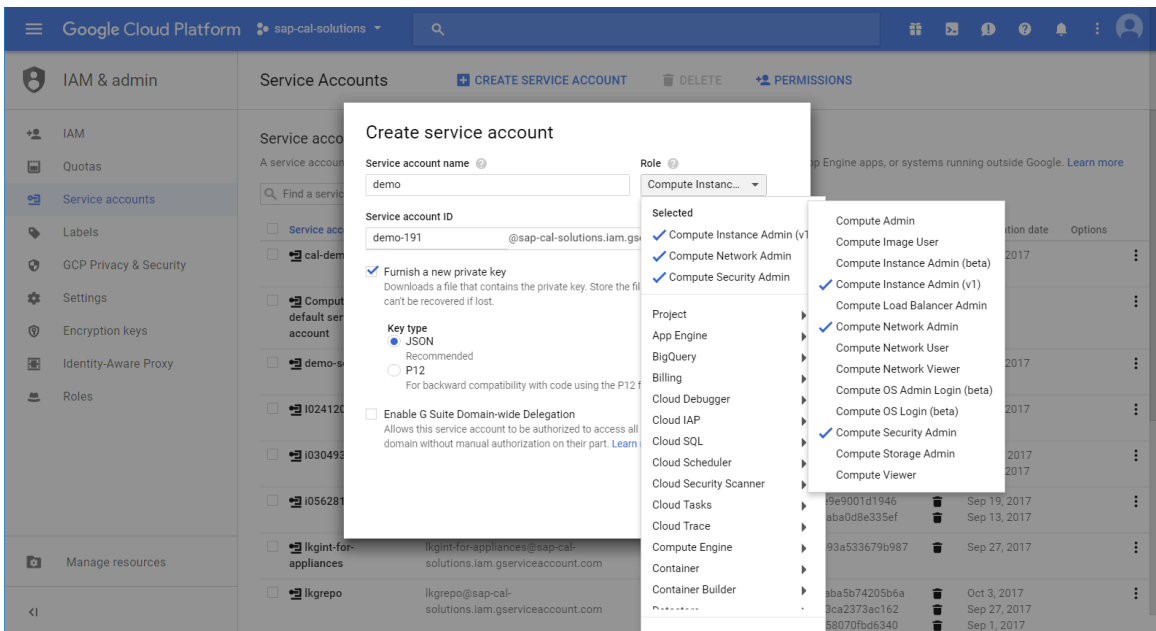 Google Cloud Platform sap-cal-solutions
IAM & admin
IAM
Quotas
Service accounts
Labels
GCP Privacy & Security
Settings
Encryption keys
Identity-Aware Proxy
Roles
Manage resources
Service Accounts CREATE SERVICE ACCOUNT DELETE PERMISSIONS
Service acco
A service accoun
Engine apps, or systems running outside Google. Learn more
Find a servic
Service acc ation date Options
cal-dem 2017
Comput
default ser
account
demo-s 2017
I024120 2017
i030493 2017
2017
i056281 e9e9001d1946 Sep 19, 2017
aba0d8e335ef Sep 13, 2017
lkgint-for-
appliances
lkgint-for-appliances@sap-cal-
solutions.iam.gserviceaccount.com
93a533679b987 Sep 27, 2017
lkgrepo
lkgrepo@sap-cal-
solutions.iam.gserviceaccount.com
aba5b74205b6a Oct 3, 2017
3ca2373ac162 Sep 27, 2017
58070fbd6340 Sep 1, 2017
Create service account
Service account name
demo
Role
Compute Instanc...
Service account ID
demo-191 @sap-cal-solutions.iam.gs
Furnish a new private key
Downloads a file that contains the private key. Store the fil
can't be recovered if lost.
Key type
JSON
Recommended
P12
For backward compatibility with code using the P12 f
Enable G Suite Domain-wide Delegation
Allows this service account to be authorized to access all
domain without manual authorization on their part. Learn
Selected
Compute Instance Admin (v1
Compute Network Admin
Compute Security Admin
Project
App Engine
BigQuery
Billing
Cloud Debugger
Cloud IAP
Cloud SQL
Cloud Scheduler
Cloud Security Scanner
Cloud Tasks
Cloud Trace
Compute Engine
Container
Container Builder
Compute Admin
Compute Image User
Compute Instance Admin (beta)
Compute Instance Admin (v1)
Compute Load Balancer Admin
Compute Network Admin
Compute Network User
Compute Network Viewer
Compute OS Admin Login (beta)
Compute OS Login (beta)
Compute Security Admin
Compute Storage Admin
Compute Viewer